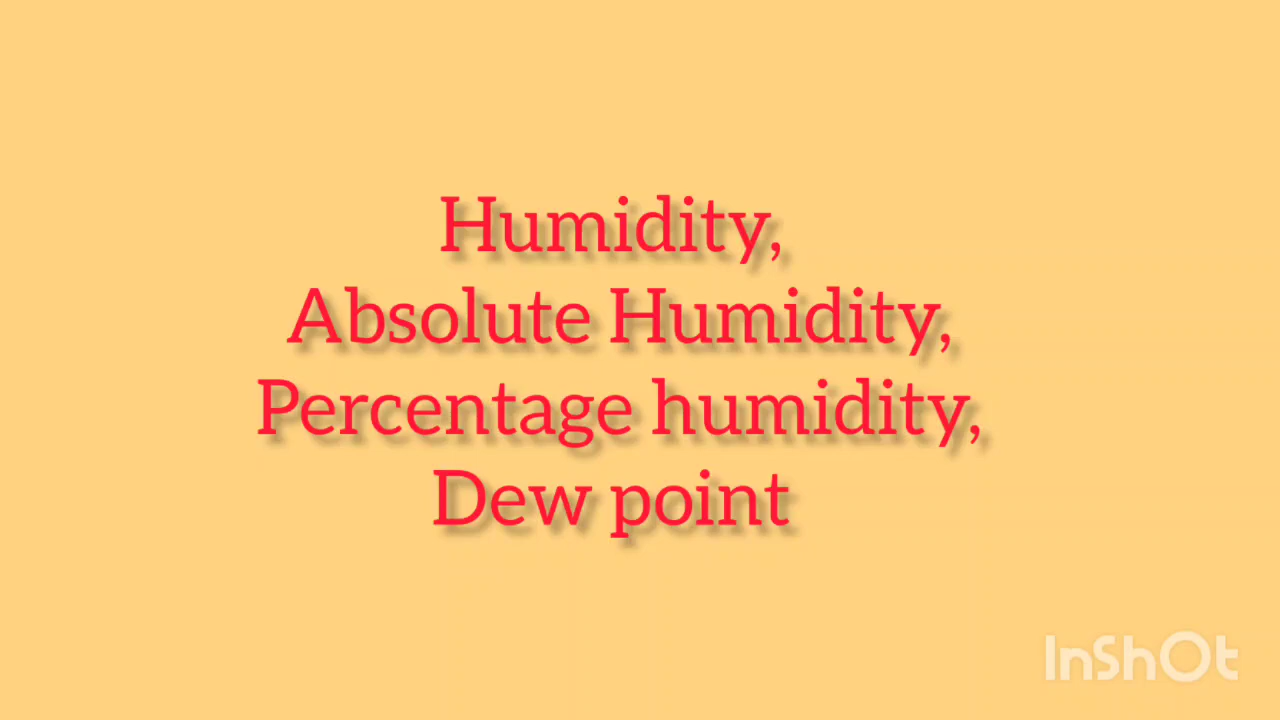 Humidity,
Absolute Humidity,
Percentage humidity,
Dew point
InShOt